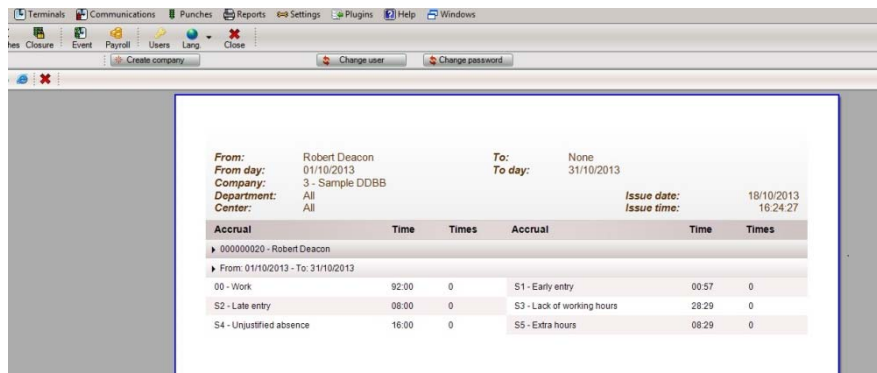 Terminals Communications Punches Reports Settings Plugins Help Windows
hes Closure Event Payroll Users Lang. Close
Create company Change user Change password
From: Robert Deacon To: None
From day: 01/10/2013 To day: 31/10/2013
Company: 3 - Sample DDBB
Department: All Issue date: 18/10/2013
Center: All Issue time: 16:24:27
Accrual Time Times Accrual Time Times
000000020 - Robert Deacon
From: 01/10/2013 - To: 31/10/2013
00 - Work 92:00 0 S1 - Early entry 00:57 0
S2 - Late entry 08:00 0 S3 - Lack of working hours 28:29 0
S4 - Unjustified absence 16:00 0 S5 - Extra hours 08:29 0